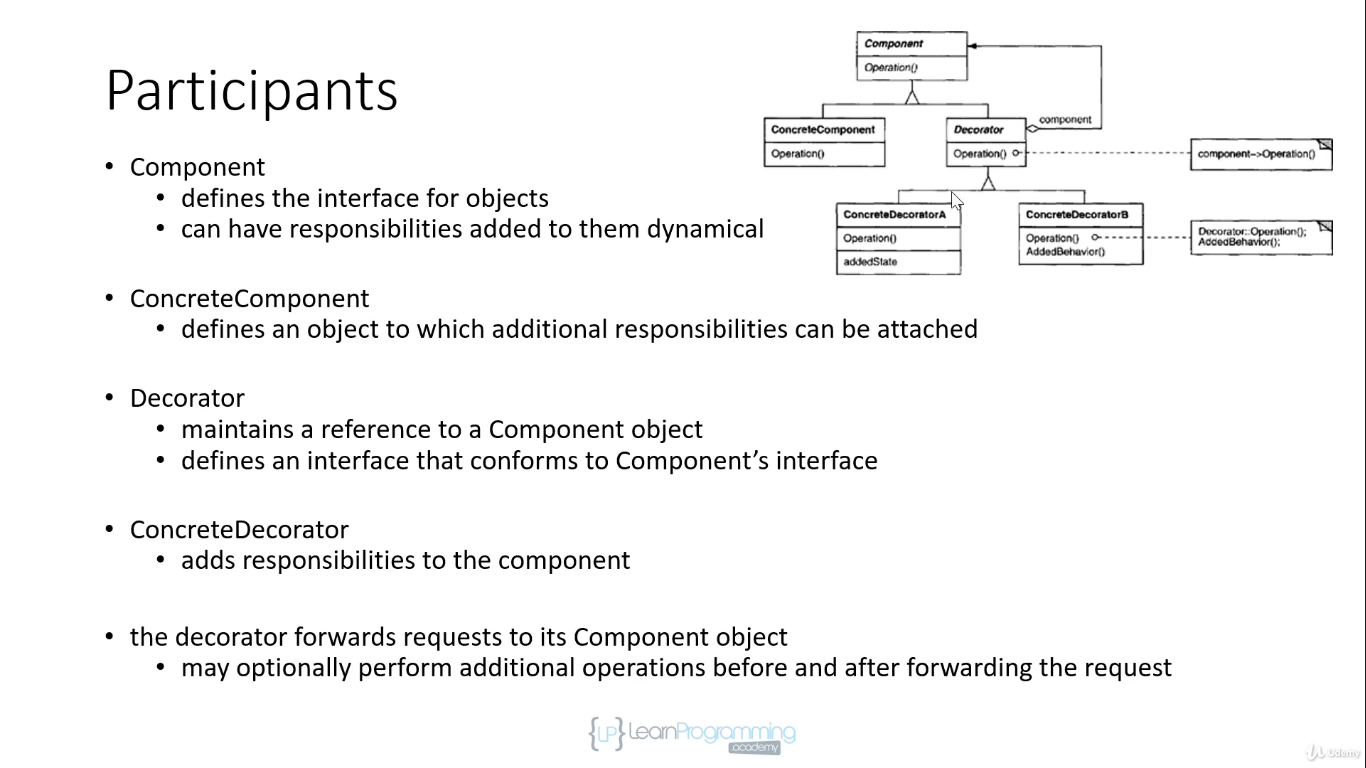 Participants
• Component
• defines the interface for objects
• can have responsibilities added to them dynamical
• ConcreteComponent
• defines an object to which additional responsibilities can be attached
• Decorator
• maintains a reference to a Component object
• defines an interface that conforms to Component’s interface
• ConcreteDecorator
• adds responsibilities to the component
• the decorator forwards requests to its Component object
• may optionally perform additional operations before and after forwarding the request
Component
Operation()
ConcreteComponent
Operation()
Decorator
Operation()
component
component->Operation()
ConcreteDecoratorA
Operation()
addedState
ConcreteDecoratorB
Operation()
AddedBehavior()
Decorator::Operation();
AddedBehavior();
{LP} LearnProgramming
.academy
Udemy